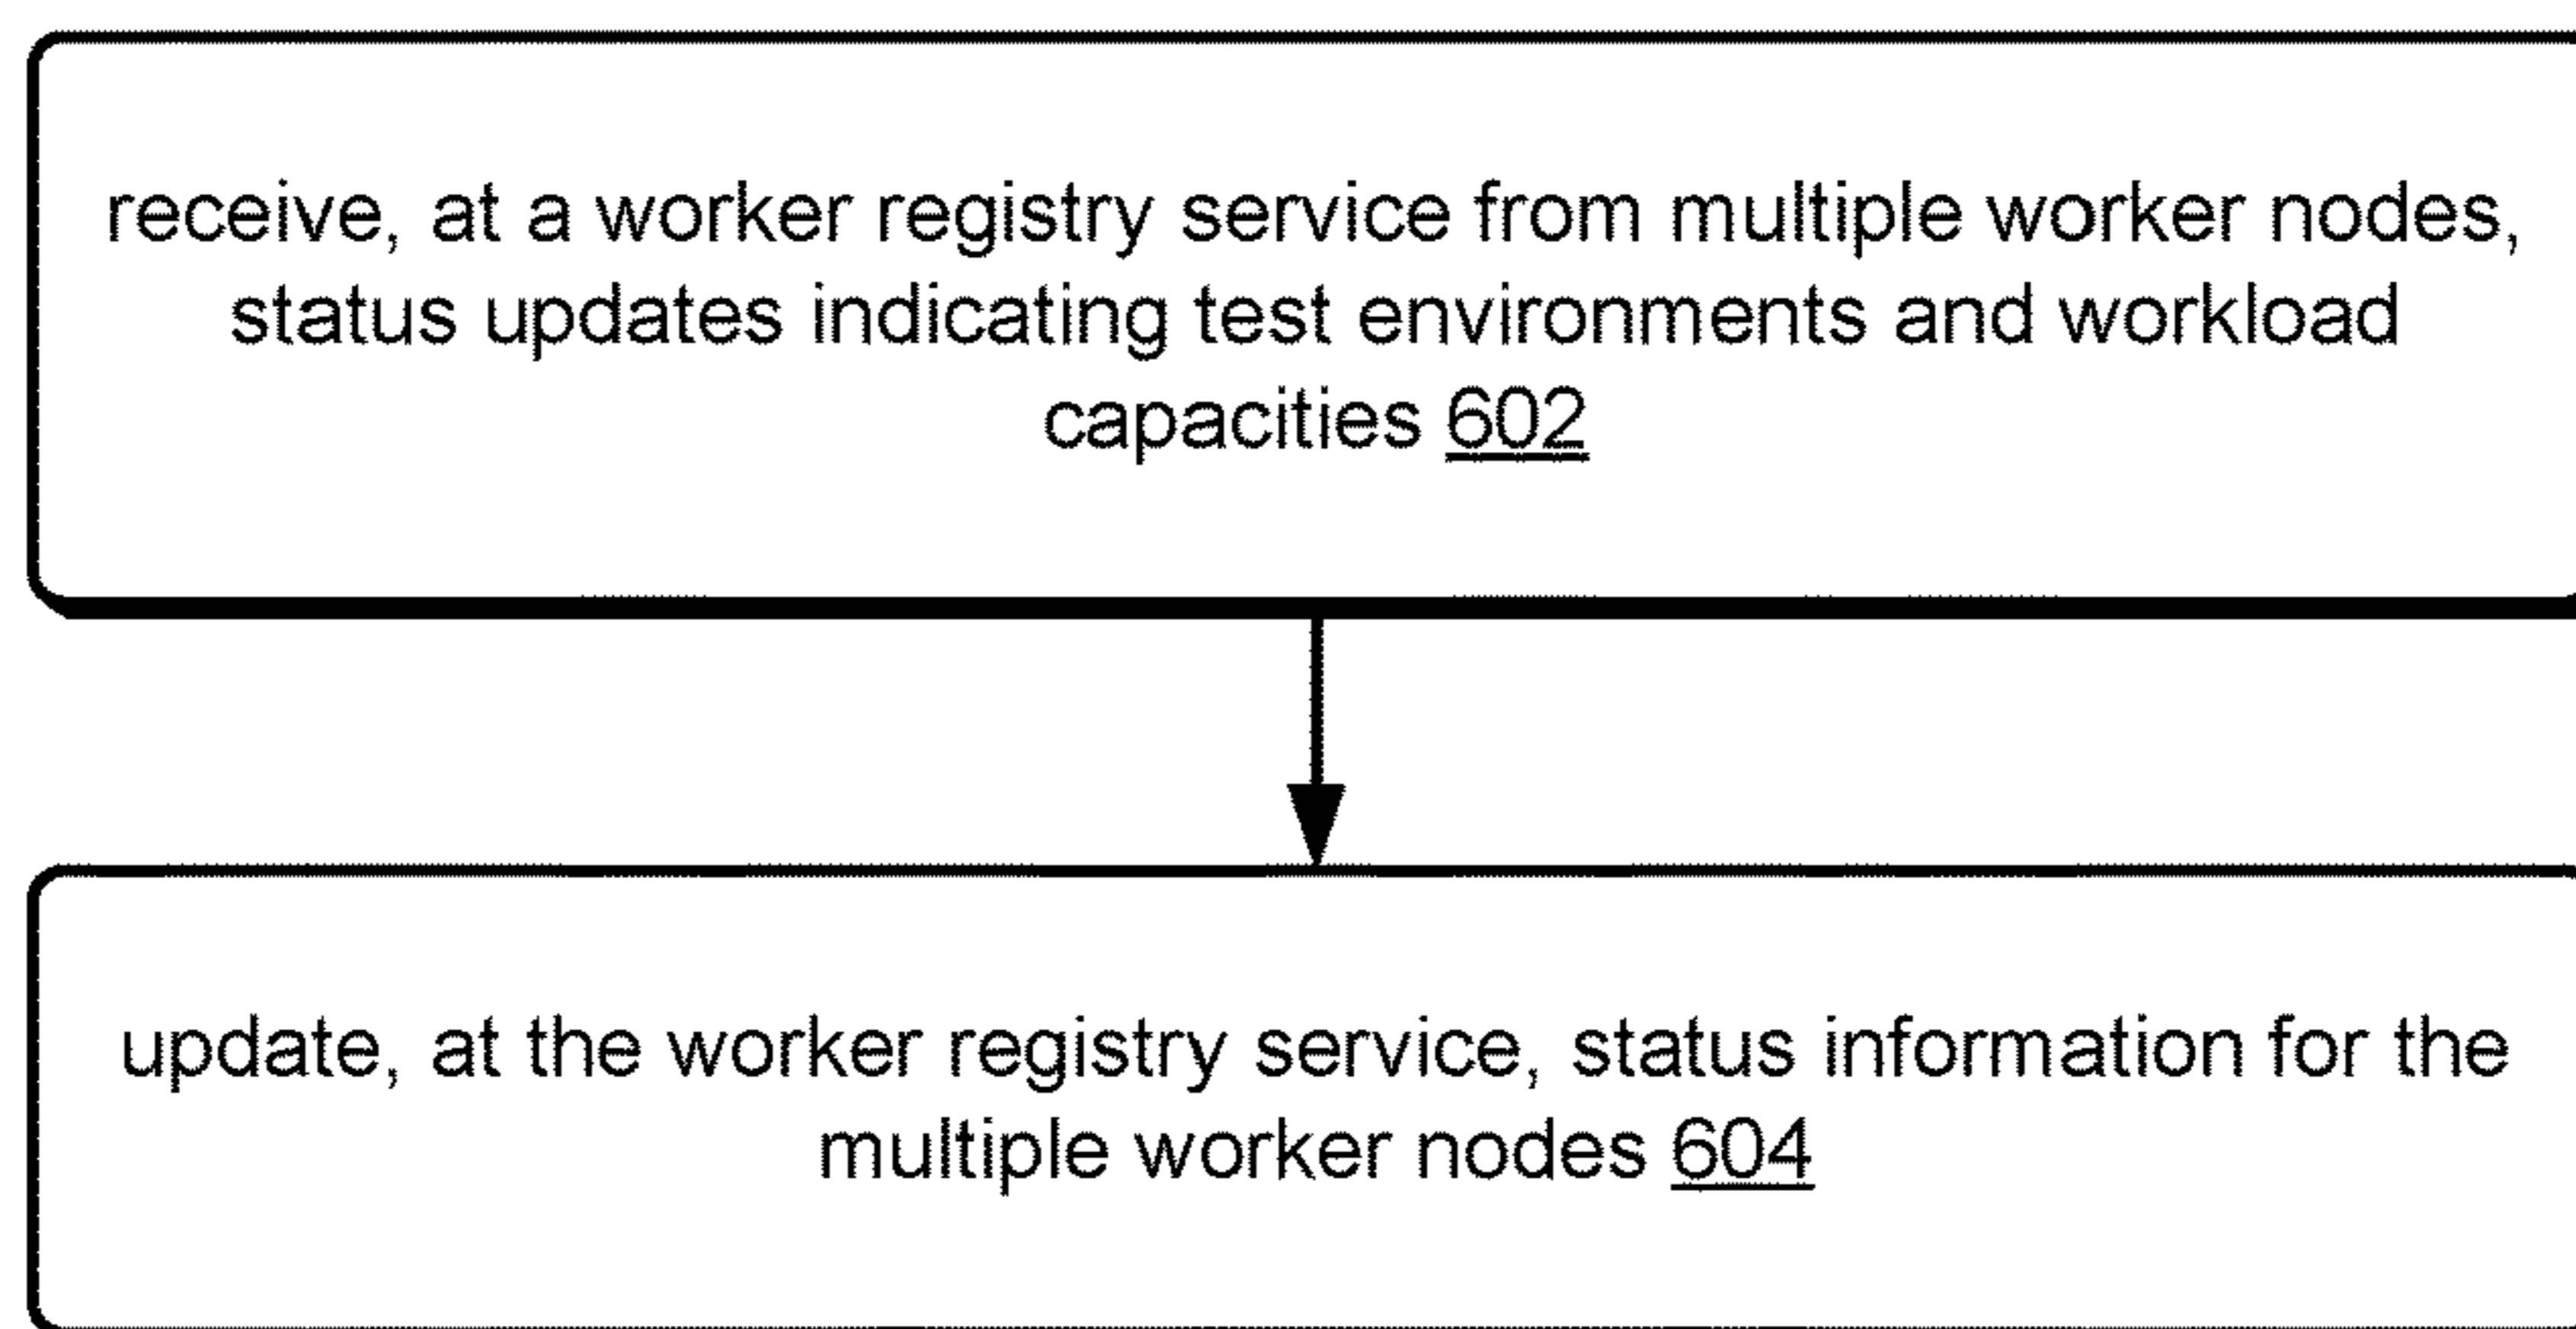 receive, at a worker registry service from multiple worker nodes,
status updates indicating test environments and workload
capacities 602
update, at the worker registry service, status information for the
multiple worker nodes 604